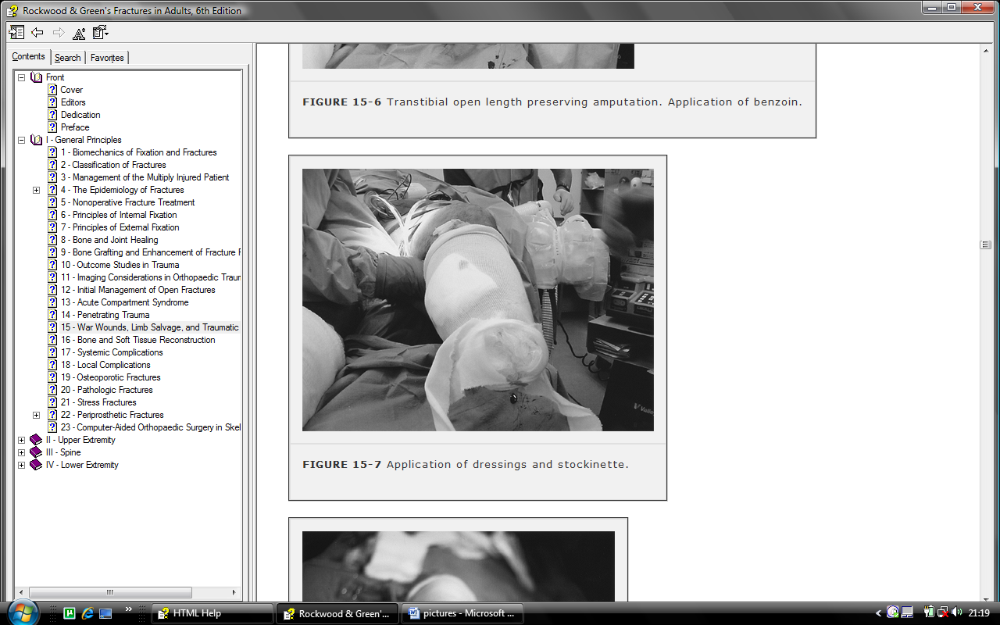 Rockwood & Green's Fractures in Adults, 6th Edition
Contents Search Favorites
Front
Cover
Editors
Dedication
Preface
I - General Principles
1 - Biomechanics of Fixation and Fractures
2 - Classification of Fractures
3 - Management of the Multiply Injured Patient
4 - The Epidemiology of Fractures
5 - Nonoperative Fracture Treatment
6 - Principles of Internal Fixation
7 - Principles of External Fixation
8 - Bone and Joint Healing
9 - Bone Grafting and Enhancement of Fracture F
10 - Outcome Studies in Trauma
11 - Imaging Considerations in Orthopaedic Traur
12 - Initial Management of Open Fractures
13 - Acute Compartment Syndrome
14 - Penetrating Trauma
15 - War Wounds, Limb Salvage, and Traumatic
16 - Bone and Soft Tissue Reconstruction
17 - Systemic Complications
18 - Local Complications
19 - Osteoporotic Fractures
20 - Pathologic Fractures
21 - Stress Fractures
22 - Periprosthetic Fractures
23 - Computer-Aided Orthopaedic Surgery in Skel
II - Upper Extremity
III - Spine
IV - Lower Extremity
FIGURE 15-6 Transtibial open length preserving amputation. Application of benzoin.
FIGURE 15-7 Application of dressings and stockinette.
HTML Help
Rockwood & Green'...
pictures - Microsoft ...
21:19